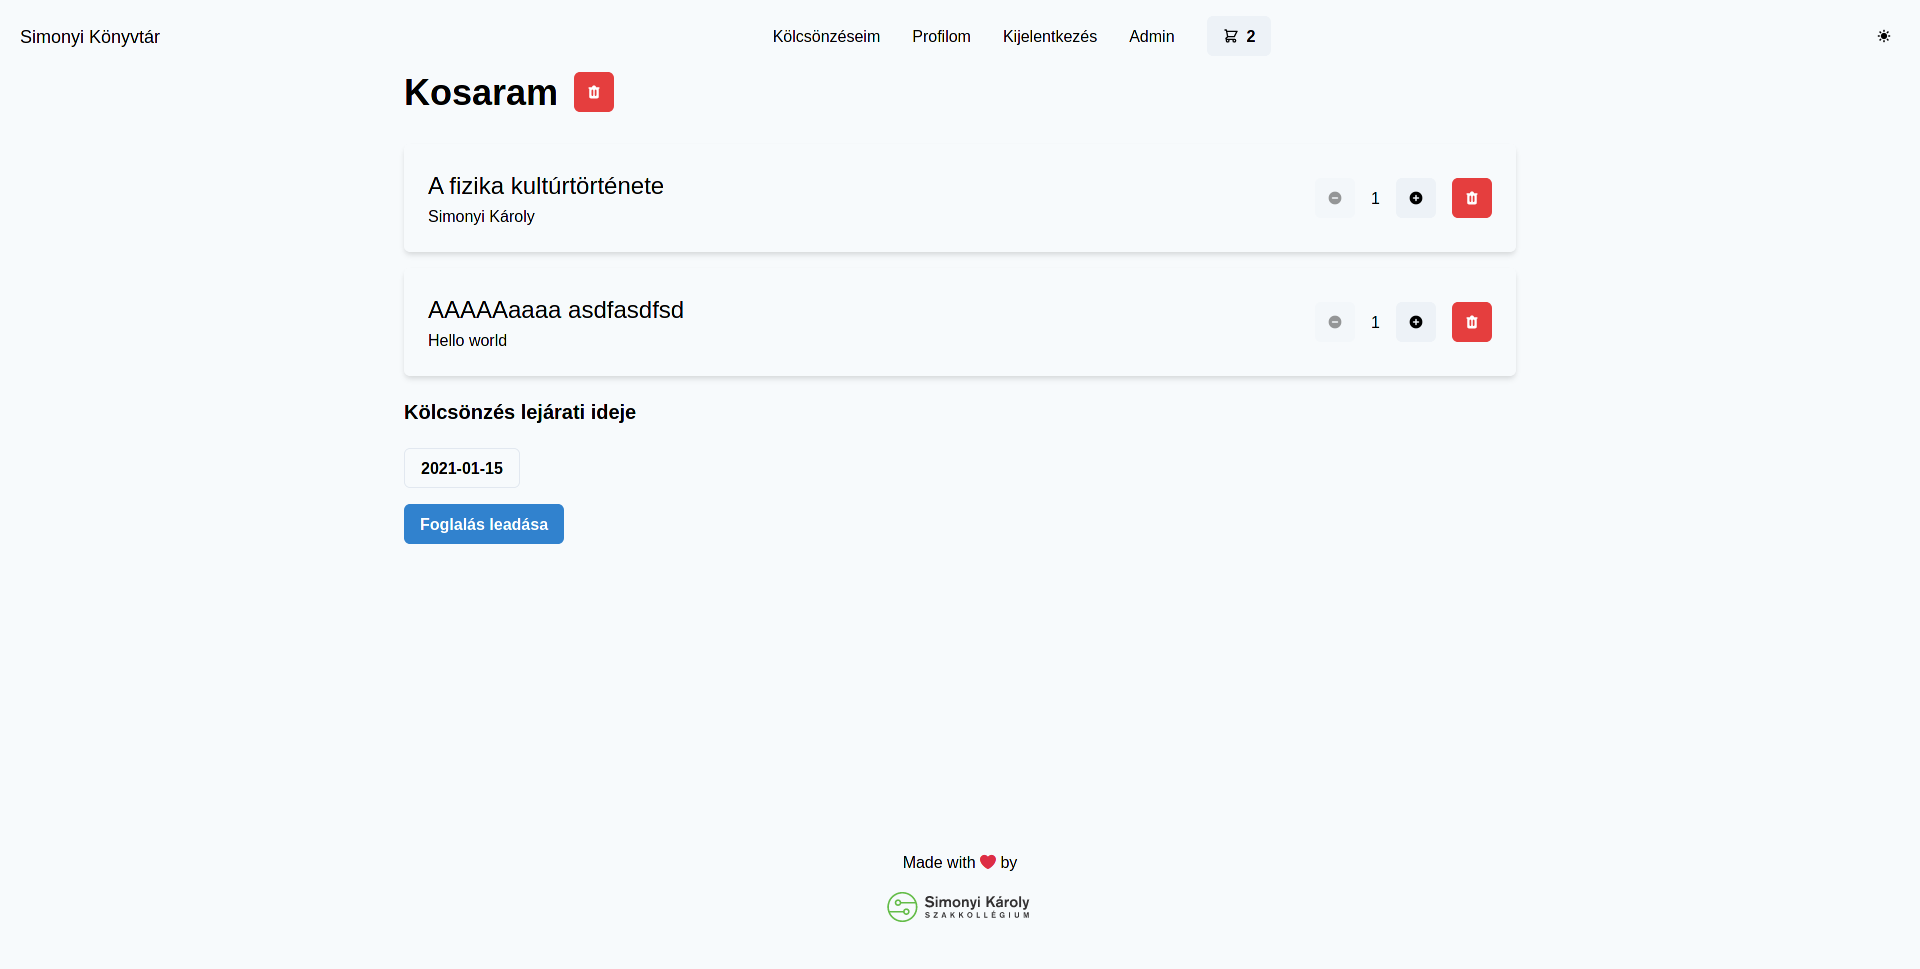 Simonyi Könyvtár
Kölcsönzéseim
Profilom
Kijelentkezés
Admin
2
Kosaram
A fizika kultúrtörténete
Simonyi Károly
1
AAAAAaaaa asdfasdfsd
Hello world
1
Kölcsönzés lejárati ideje
2021-01-15
Foglalás leadása
Made with ❤️ by
Simonyi Károly
SZAKKOLLÉGIUM